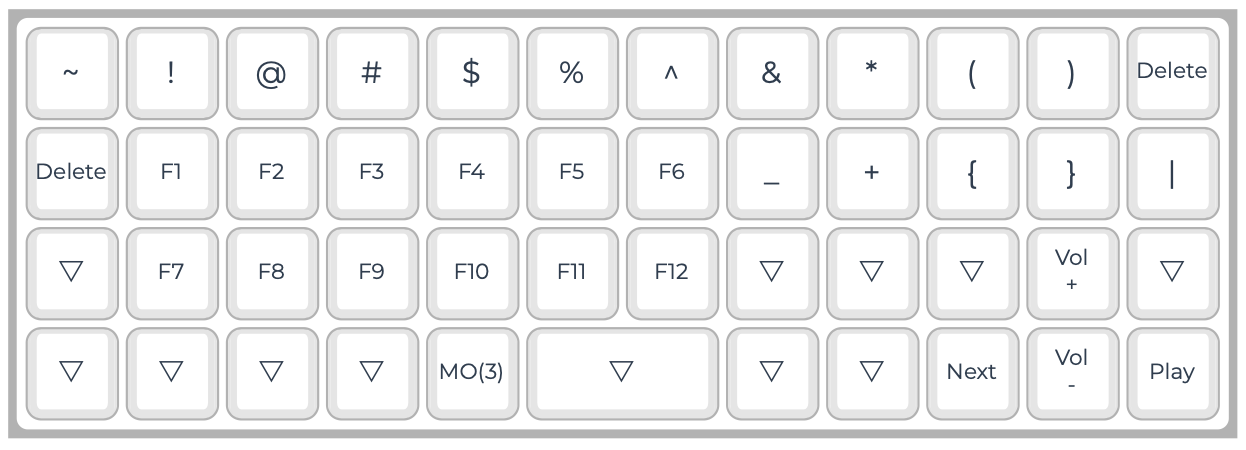 ~ ! @ # $ % ^ & * ( ) Delete
Delete F1 F2 F3 F4 F5 F6 _ + { } |
▽ F7 F8 F9 F10 F11 F12 ▽ ▽ ▽ Vol + ▽
▽ ▽ ▽ ▽ MO(3) ▽ ▽ ▽ Next Vol - Play